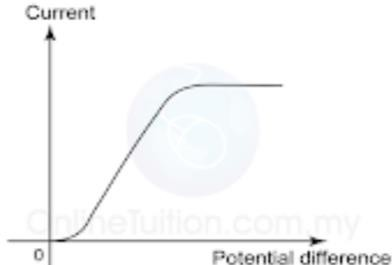 Current
OnlineTuition.com.my
0
Potential difference